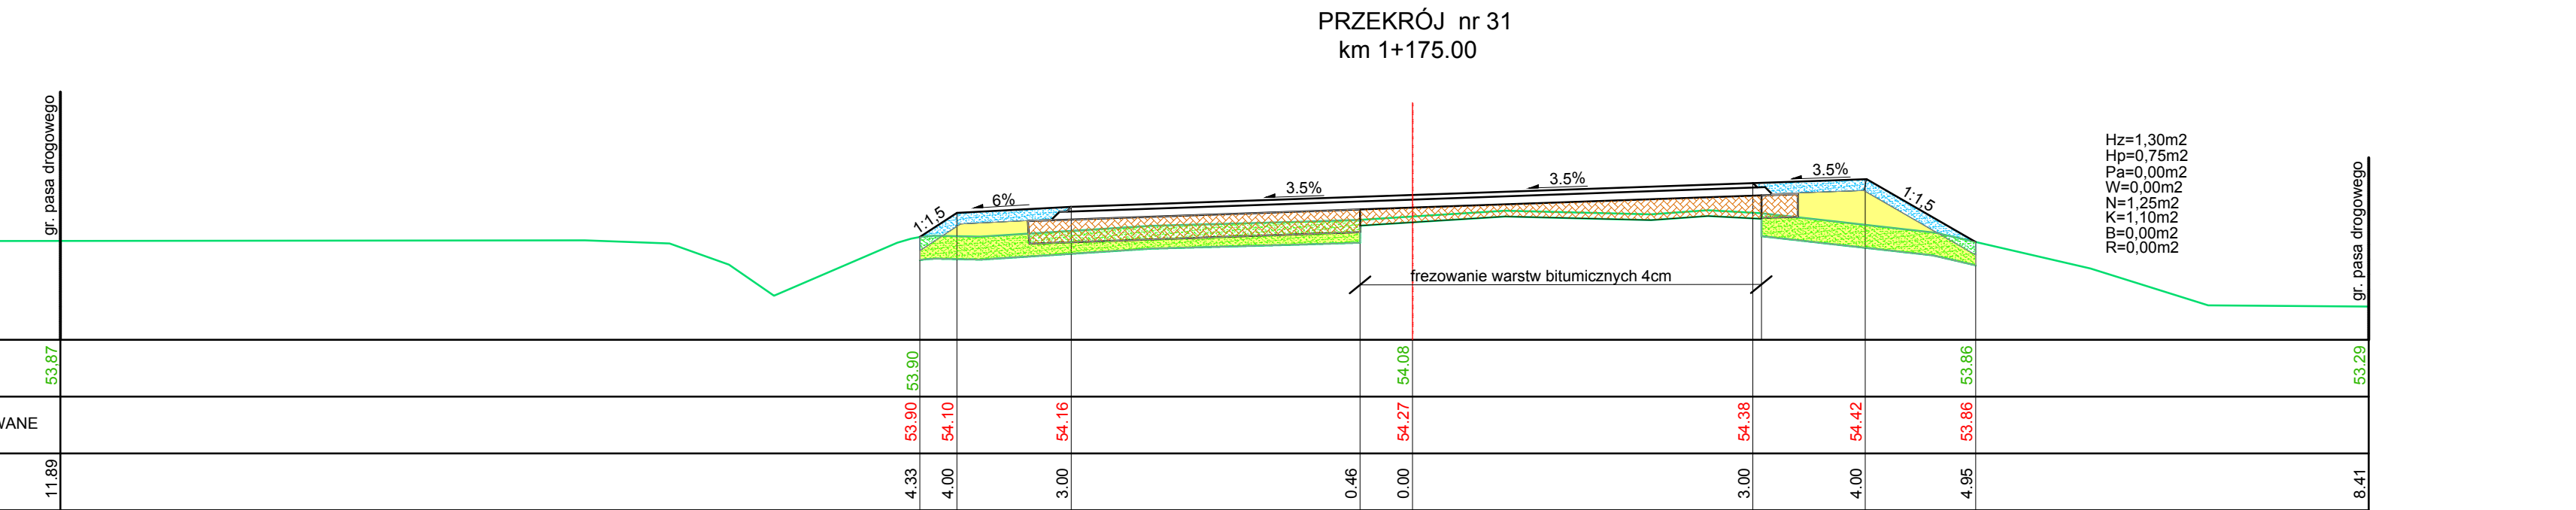 PRZEKRÓJ nr 31
km 1+175.00
gr. pasa drogowego
1:1,5
6%
3.5%
3.5%
3.5%
1:1,5
Hz=1,30m2
Hp=0,75m2
Pa=0,00m2
W=0,00m2
N=1,25m2
K=1,10m2
B=0,00m2
R=0,00m2
gr. pasa drogowego
frezowanie warstw bitumicznych 4cm
53,87
53.90
54.08
53.86
53.29
WANE
53.90
54.10
54.16
54.27
54.38
54.42
53.86
11.89
4.33
4.00
3.00
0.46
0.00
3.00
4.00
4.95
8.41